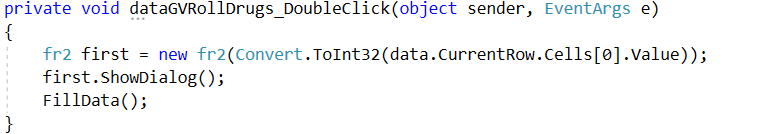 private void dataGVRollDrugs_DoubleClick(object sender, EventArgs e)
{
    fr2 first = new fr2(Convert.ToInt32(data.CurrentRow.Cells[0].Value));
    first.ShowDialog();
    FillData();
}